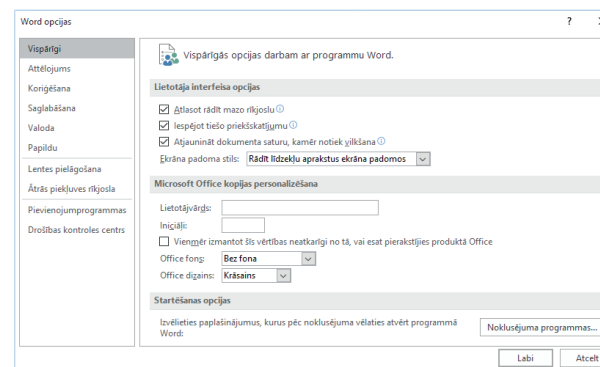 Word opcijas
?
Vispārīgi
Attēlojums
Koriģēšana
Saglabāšana
Valoda
Papildu
Lentes pielāgošana
Ātrās piekļuves rīkjosla
Pievienojumprogrammas
Drošības kontroles centrs
Vispārīgās opcijas darbam ar programmu Word.
Lietotāja interfeisa opcijas
Atlasot rādīt mazo rīkjoslu
Iespējot tiešo priekšskatījumu
Atjaunināt dokumenta saturu, kamēr notiek vilkšana
Ekrāna padoma stils: Rādīt līdzekļu aprakstus ekrāna padomos
Microsoft Office kopijas personalizēšana
Lietotājvārds:
Iniciāļi:
Vienmēr izmantot šīs vērtības neatkarīgi no tā, vai esat pierakstījies produktā Office
Office fons: Bez fona
Office dizains: Krāsains
Startēšanas opcijas
Izvēlieties paplašinājumus, kurus pēc noklusējuma vēlaties atvērt programmā
Word:
Noklusējuma programmas...
Labi
Atcelt